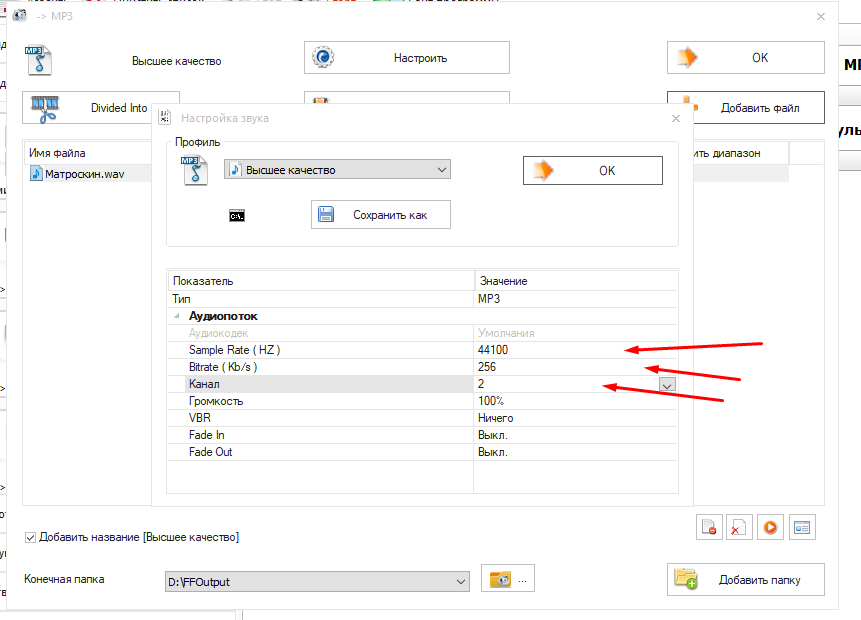 -> MP3
Высшее качество
Настроить
OK
Divided Into
Добавить файл
Настройка звука
Имя файла
ить диапазон
Матроскин.wav
Профиль
MP3
Высшее качество
OK
C:\.
Сохранить как
Показатель Значение
Тип MP3
Аудиопоток
Аудиокодек Умолчания
Sample Rate ( HZ ) 44100
Bitrate ( Kb/s ) 256
Канал 2
Громкость 100%
VBR Ничего
Fade In Выкл.
Fade Out Выкл.
Добавить название [Высшее качество]
Конечная папка
D:\FFOutput
...
Добавить папку